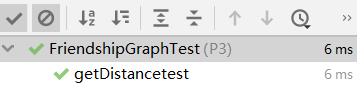 FriendshipGraphTest (P3) 6 ms
getDistancetest 6 ms